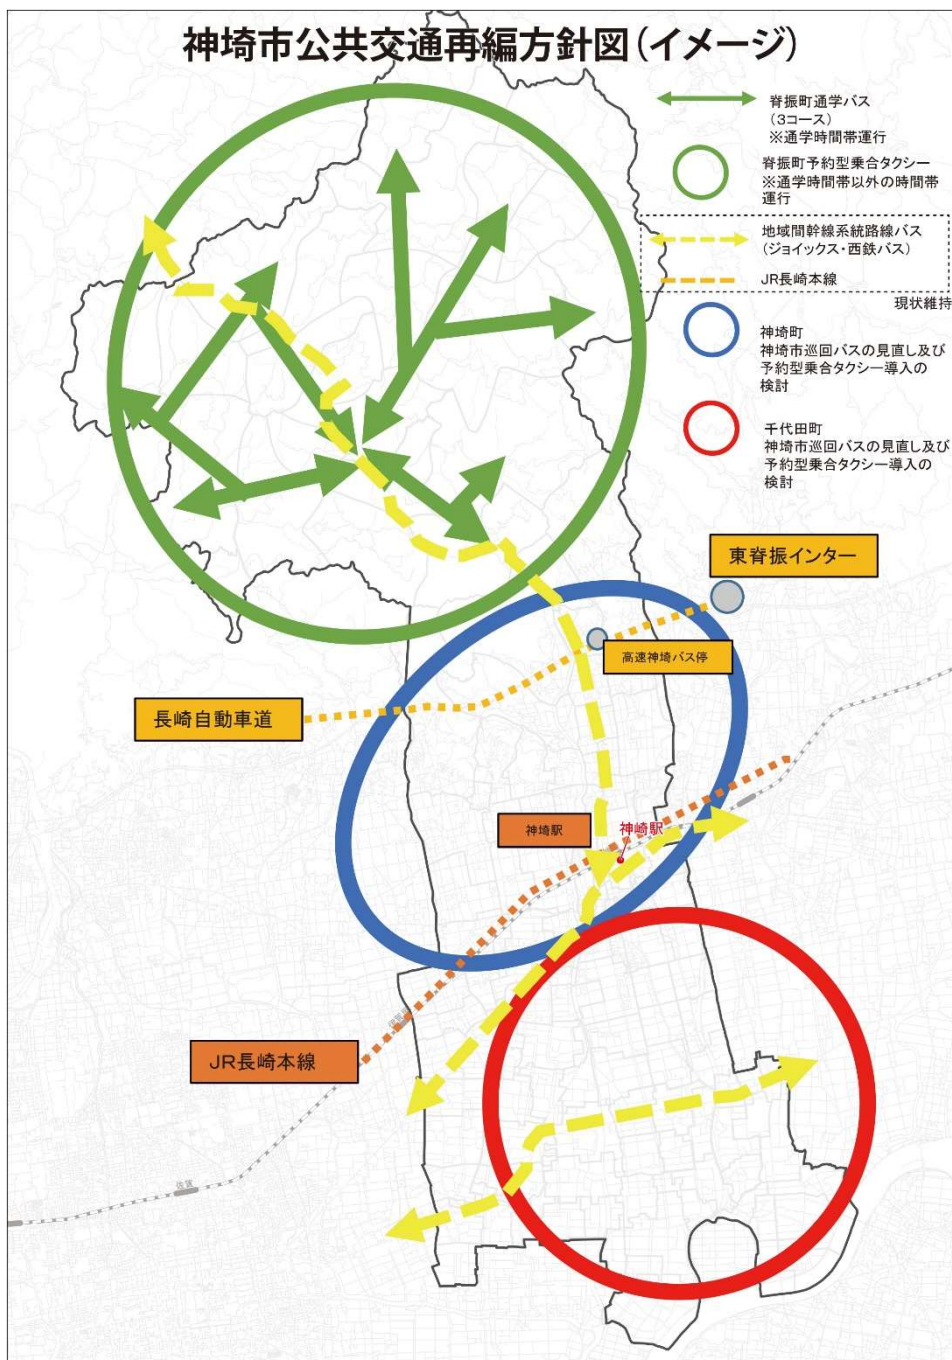 神埼市公共交通再編方針図(イメージ)
脊振町通学バス
(3コース)
※通学時間帯運行
脊振町予約型乗合タクシー
※通学時間帯以外の時間帯
運行
地域間幹線系統路線バス
(ジョイックス・西鉄バス)
JR長崎本線
現状維持
神埼町
神埼市巡回バスの見直し及び
予約型乗合タクシー導入の
検討
千代田町
神埼市巡回バスの見直し及び
予約型乗合タクシー導入の
検討
東脊振インター
高速神埼バス停
長崎自動車道
神埼駅
神崎駅
JR長崎本線
佐賀